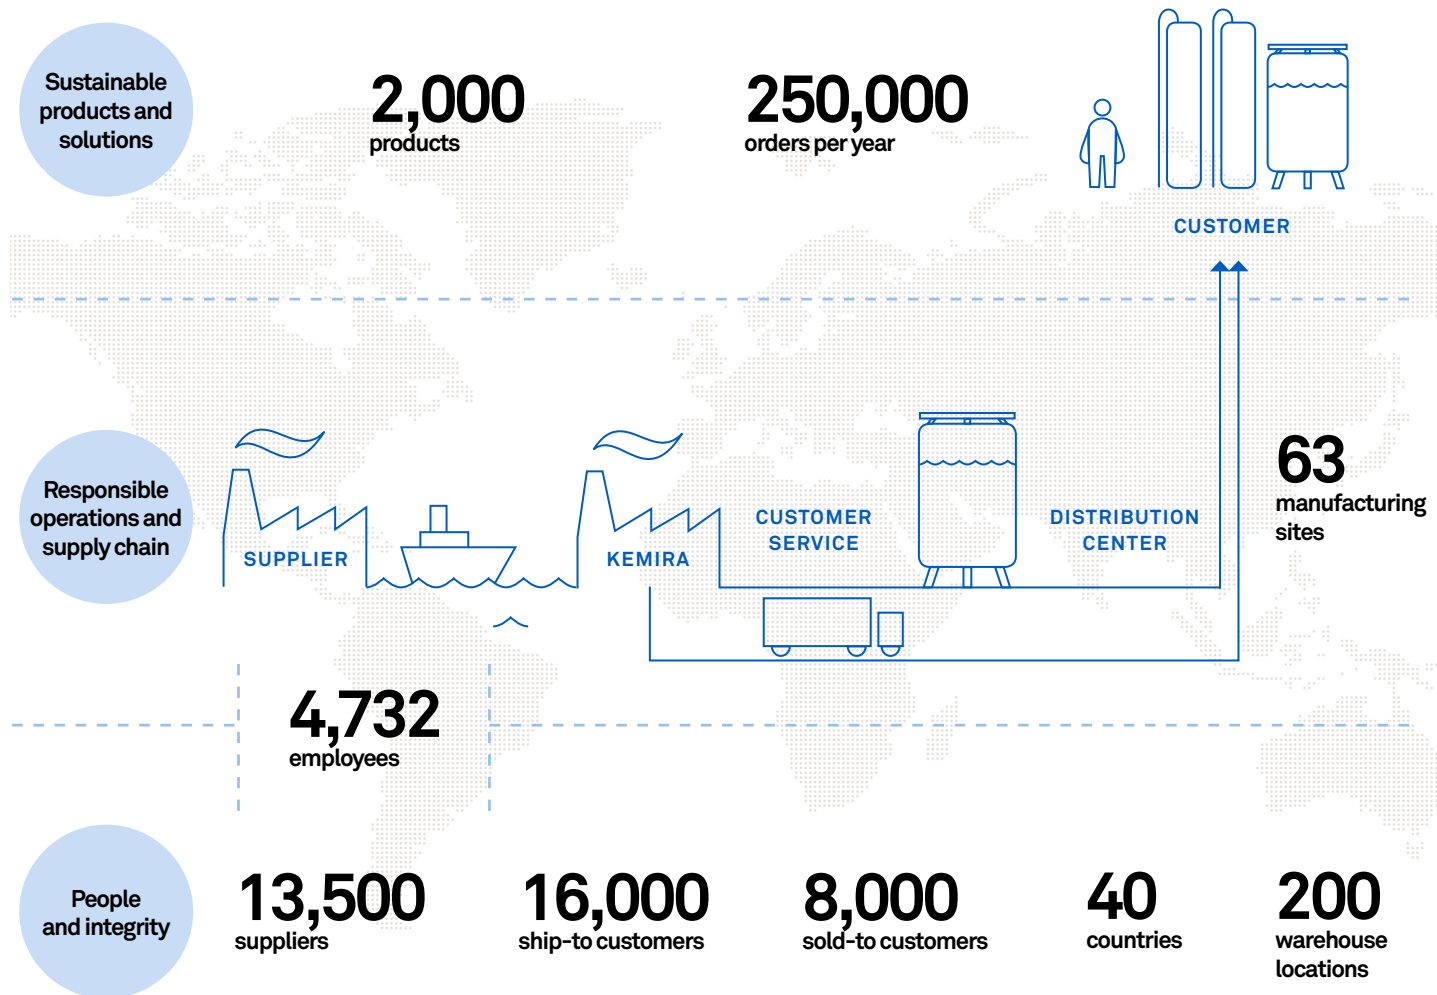 Sustainable
products and
solutions
2,000
products
250,000
orders per year
CUSTOMER
Responsible
operations and
supply chain
SUPPLIER
KEMIRA
CUSTOMER
SERVICE
DISTRIBUTION
CENTER
63
manufacturing
sites
4,732
employees
People
and integrity
13,500
suppliers
16,000
ship-to customers
8,000
sold-to customers
40
countries
200
warehouse
locations